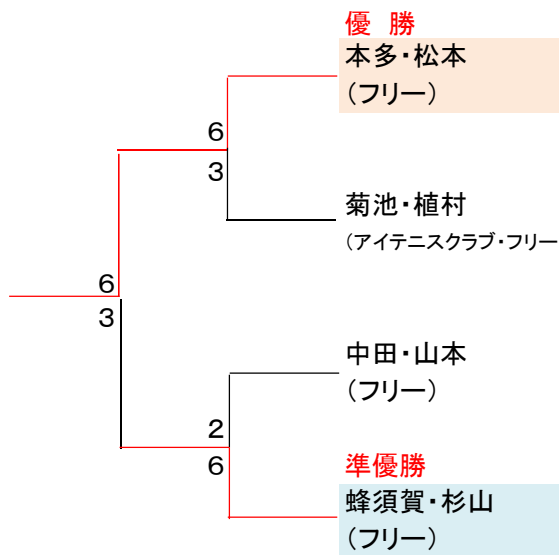 優 勝
本多・松本
(フリー)
6
3
菊池・植村
(アイテニスクラブ・フリー
6
3
中田・山本
(フリー)
2
6
準優勝
蜂須賀・杉山
(フリー)